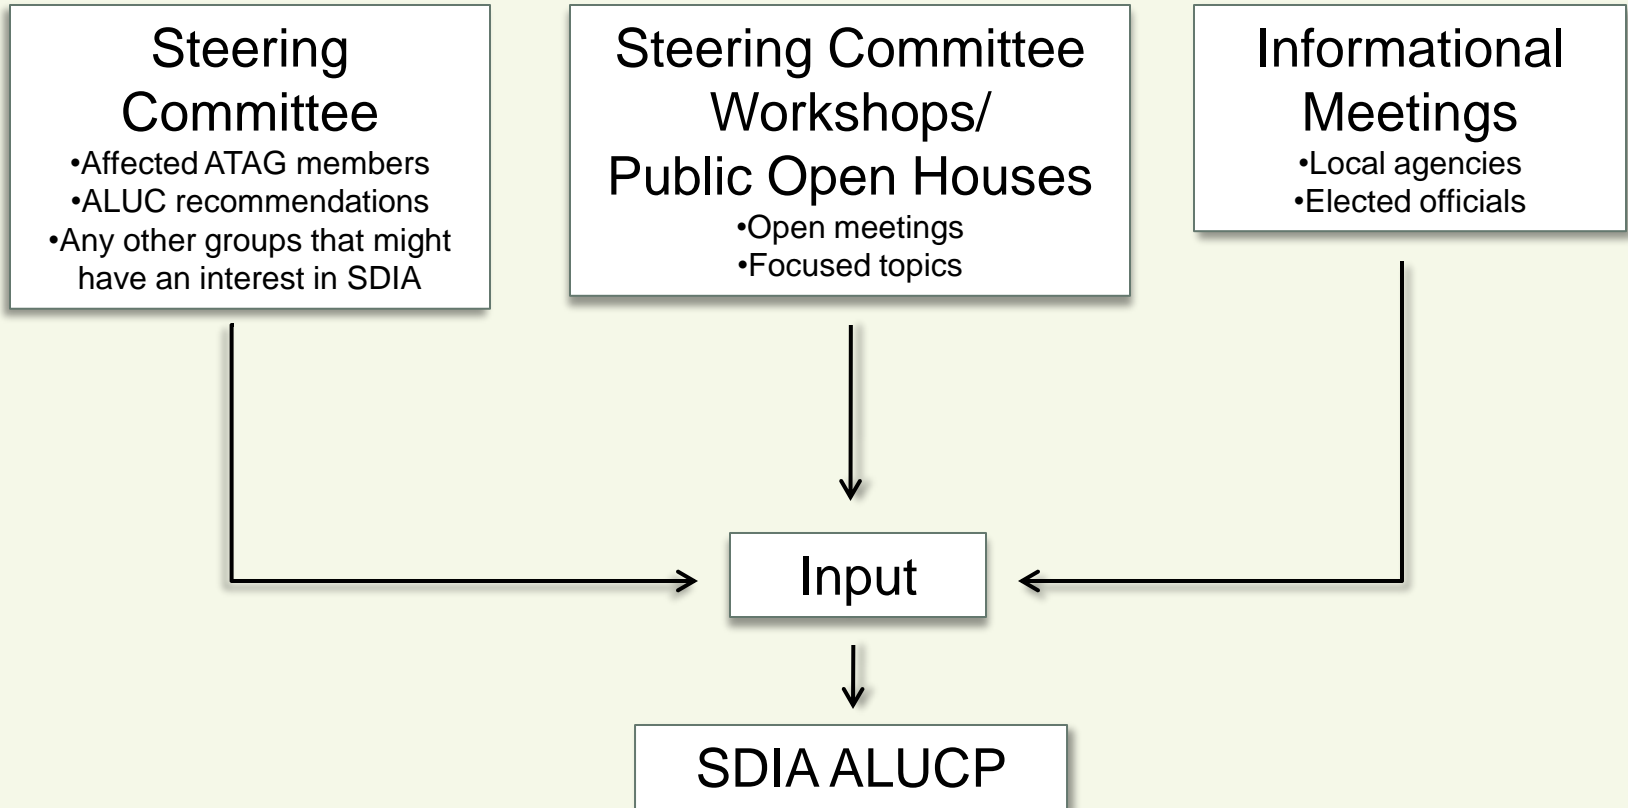 Steering
Committee
•Affected ATAG members
•ALUC recommendations
•Any other groups that might
have an interest in SDIA
Steering Committee
Workshops/
Public Open Houses
•Open meetings
•Focused topics
Informational
Meetings
•Local agencies
•Elected officials
Input
SDIA ALUCP